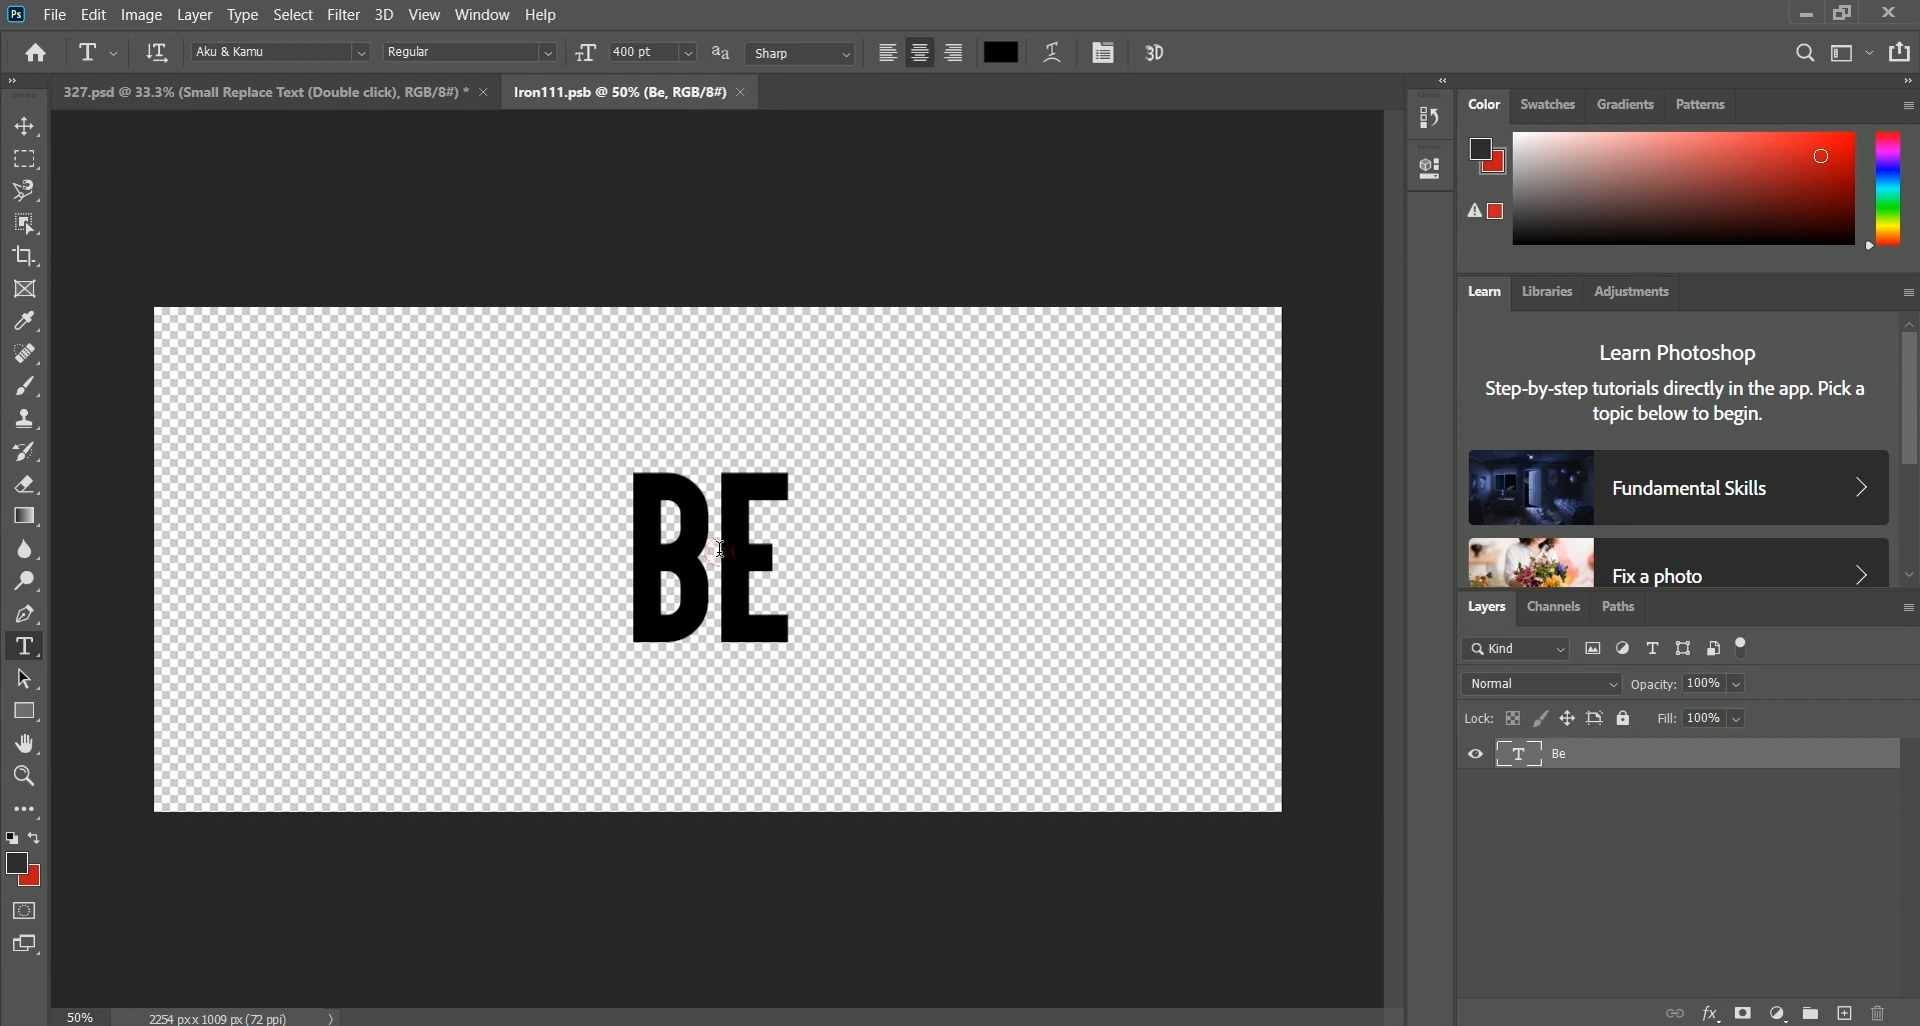 Ps File Edit Image Layer Type Select Filter 3D View Window Help
T Aku & Kamu Regular 400 pt aa Sharp 3D
327.psd @ 33.3% (Small Replace Text (Double click), RGB/8#) * × Iron111.psb @ 50% (Be, RGB/8#) ×
Color Swatches Gradients Patterns
Learn Libraries Adjustments
Learn Photoshop
Step-by-step tutorials directly in the app. Pick a
topic below to begin.
Fundamental Skills
Fix a photo
BE
Layers Channels Paths
Kind
Normal Opacity: 100%
Lock: Fill: 100%
T Be
fx
50% 2254 px x 1009 px (72 ppi)